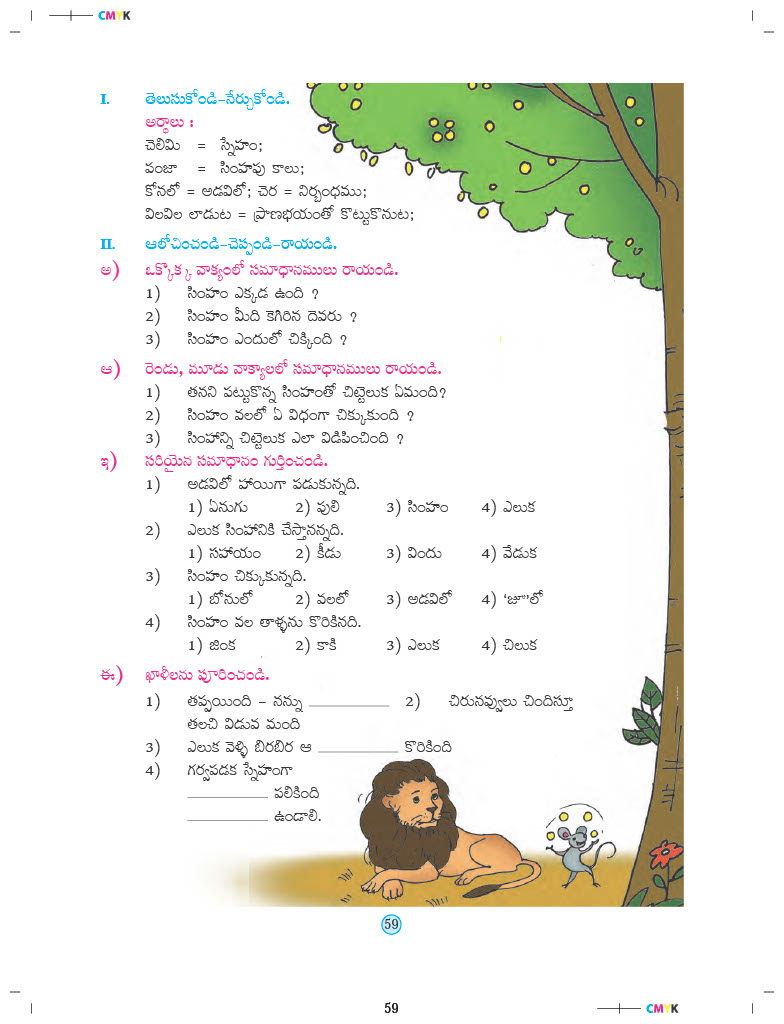 CMYK
I. తెలుసుకోండి-నేర్చుకోండి.
అర్థాలు :
చెలిమి = స్నేహం;
పంజా = సింహపు కాలు;
కోనలో = అడవిలో; చెర = నిర్బంధము;
విలవిల లాడుట = ప్రాణభయంతో కొట్టుకొనుట;
II. ఆలోచించండి-చెప్పండి-రాయండి.
అ) ఒక్కొక్క వాక్యంలో సమాధానములు రాయండి.
1) సింహం ఎక్కడ ఉంది ?
2) సింహం మీది కెగిరిన దెవరు ?
3) సింహం ఎందులో చిక్కింది ?
ఆ) రెండు, మూడు వాక్యాలలో సమాధానములు రాయండి.
1) తనని పట్టుకొన్న సింహంతో చిట్టెలుక ఏమంది?
2) సింహం వలలో ఏ విధంగా చిక్కుకుంది ?
3) సింహాన్ని చిట్టెలుక ఎలా విడిపించింది ?
ఇ) సరియైన సమాధానం గుర్తించండి.
1) అడవిలో హాయిగా పడుకున్నది.
1) ఏనుగు 2) పులి 3) సింహం 4) ఎలుక
2) ఎలుక సింహానికి చేస్తానన్నది.
1) సహాయం 2) కీడు 3) విందు 4) వేడుక
3) సింహం చిక్కుకున్నది.
1) బోనులో 2) వలలో 3) అడవిలో 4) ‘జూ’లో
4) సింహం వల తాళ్ళను కొరికినది.
1) జింక 2) కాకి 3) ఎలుక 4) చిలుక
ఈ) ఖాళీలను పూరించండి.
1) తప్పయింది – నన్ను __________ 2) చిరునవ్వులు చిందిస్తూ
తలచి విడువ మంది
3) ఎలుక వెళ్ళి బిరబిర ఆ __________ కొరికింది
4) గర్వపడక స్నేహంగా
__________ పలికింది
__________ ఉండాలి.
59
59
CMYK